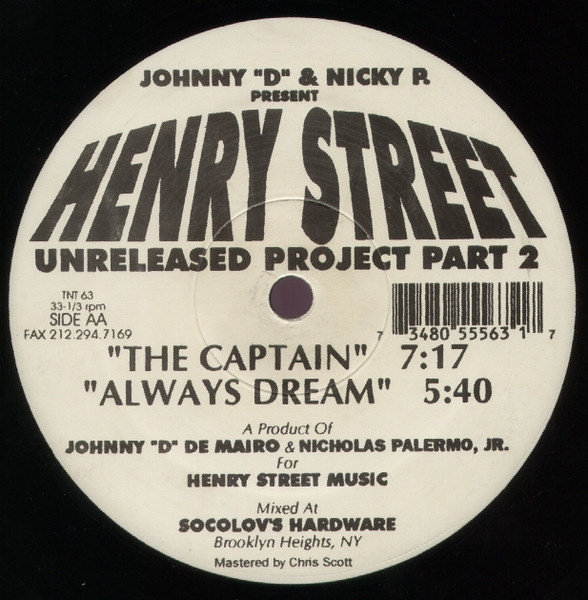 JOHNNY "D" & NICKY P.
PRESENT
HENRY STREET
UNRELEASED PROJECT PART 2
TNT 63
33-1/3 rpm
SIDE AA
FAX 212.294.7169
7 73480 55563 1 7
"THE CAPTAIN" 7:17
"ALWAYS DREAM" 5:40
A Product Of
JOHNNY "D" DE MAIRO & NICHOLAS PALERMO, JR.
For
HENRY STREET MUSIC
Mixed At
SOCOLOV'S HARDWARE
Brooklyn Heights, NY
Mastered by Chris Scott